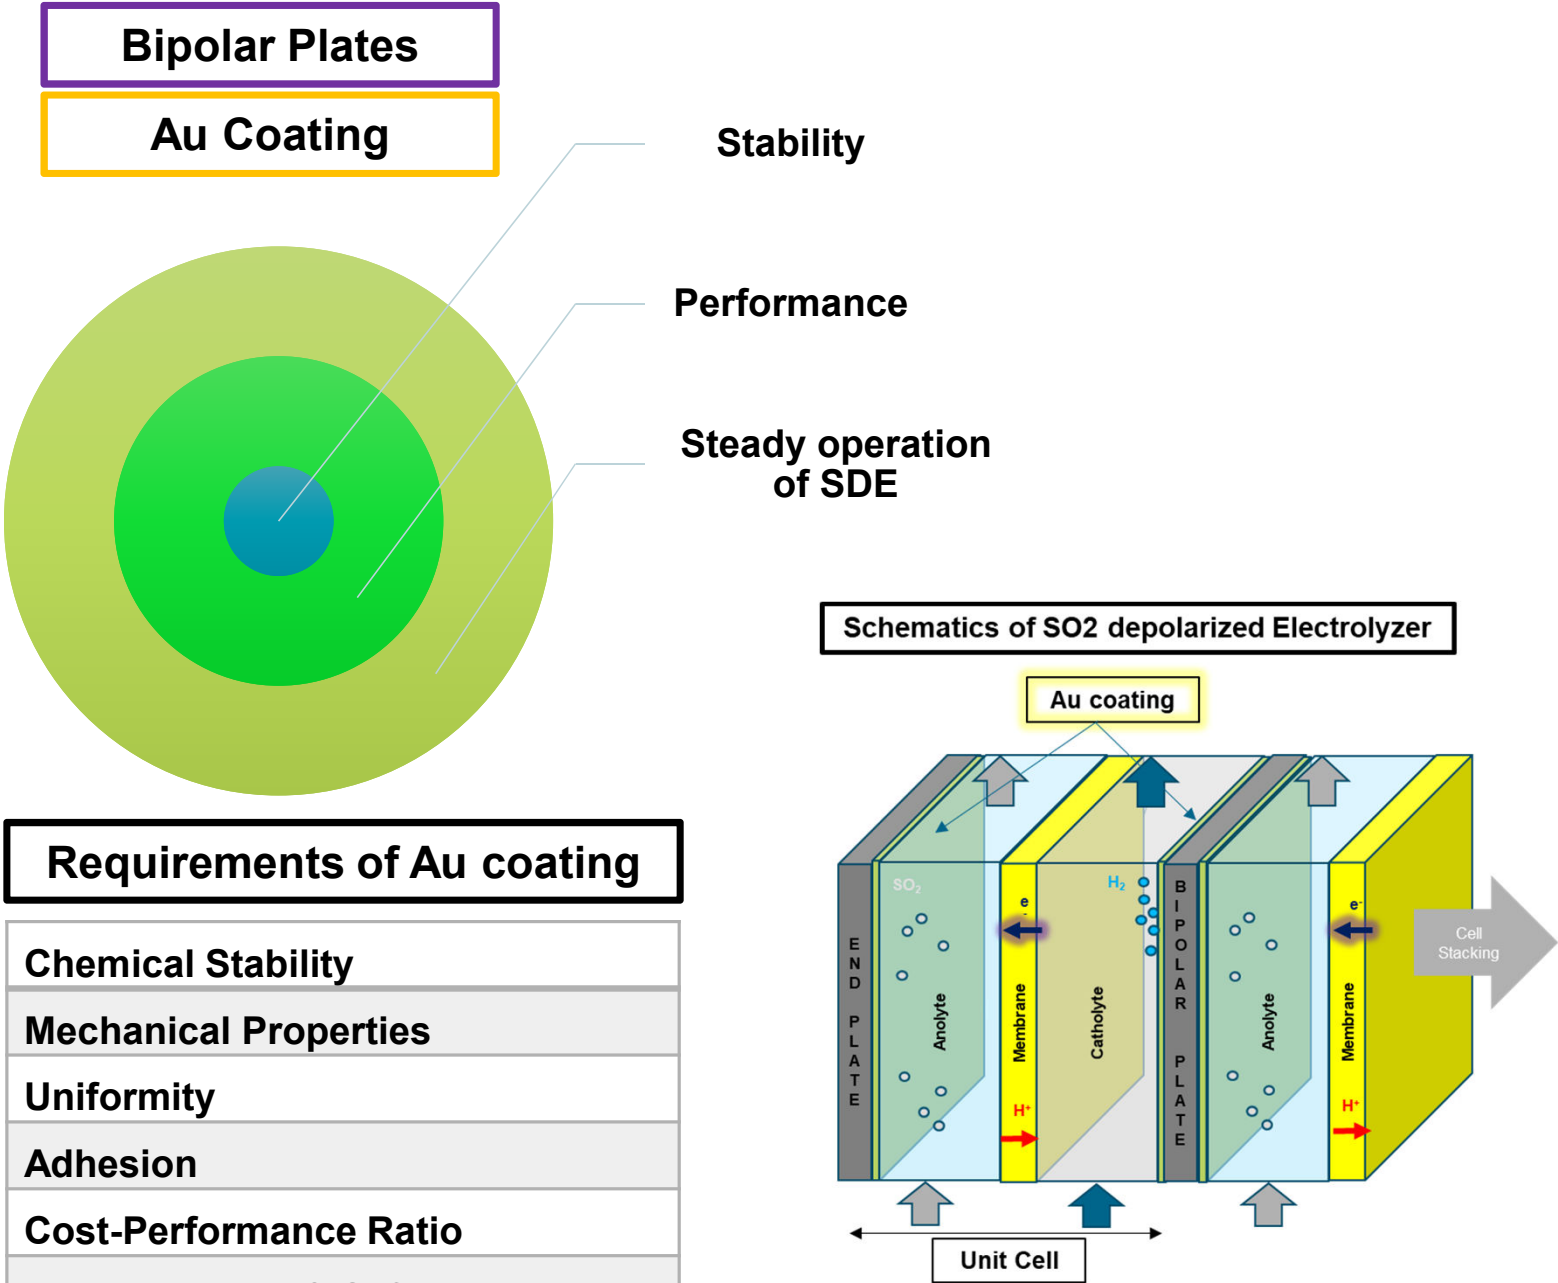 Bipolar Plates
Au Coating
Stability
Performance
Steady operation
of SDE
Requirements of Au coating
Chemical Stability
Mechanical Properties
Uniformity
Adhesion
Cost-Performance Ratio
Schematics of SO2 depolarized Electrolyzer
Au coating
SO₂
H₂
e-
e-
END PLATE
Anolyte
Membrane
Catholyte
BIPOLAR PLATE
Anolyte
Membrane
H⁺
H⁺
Cell
Stacking
Unit Cell